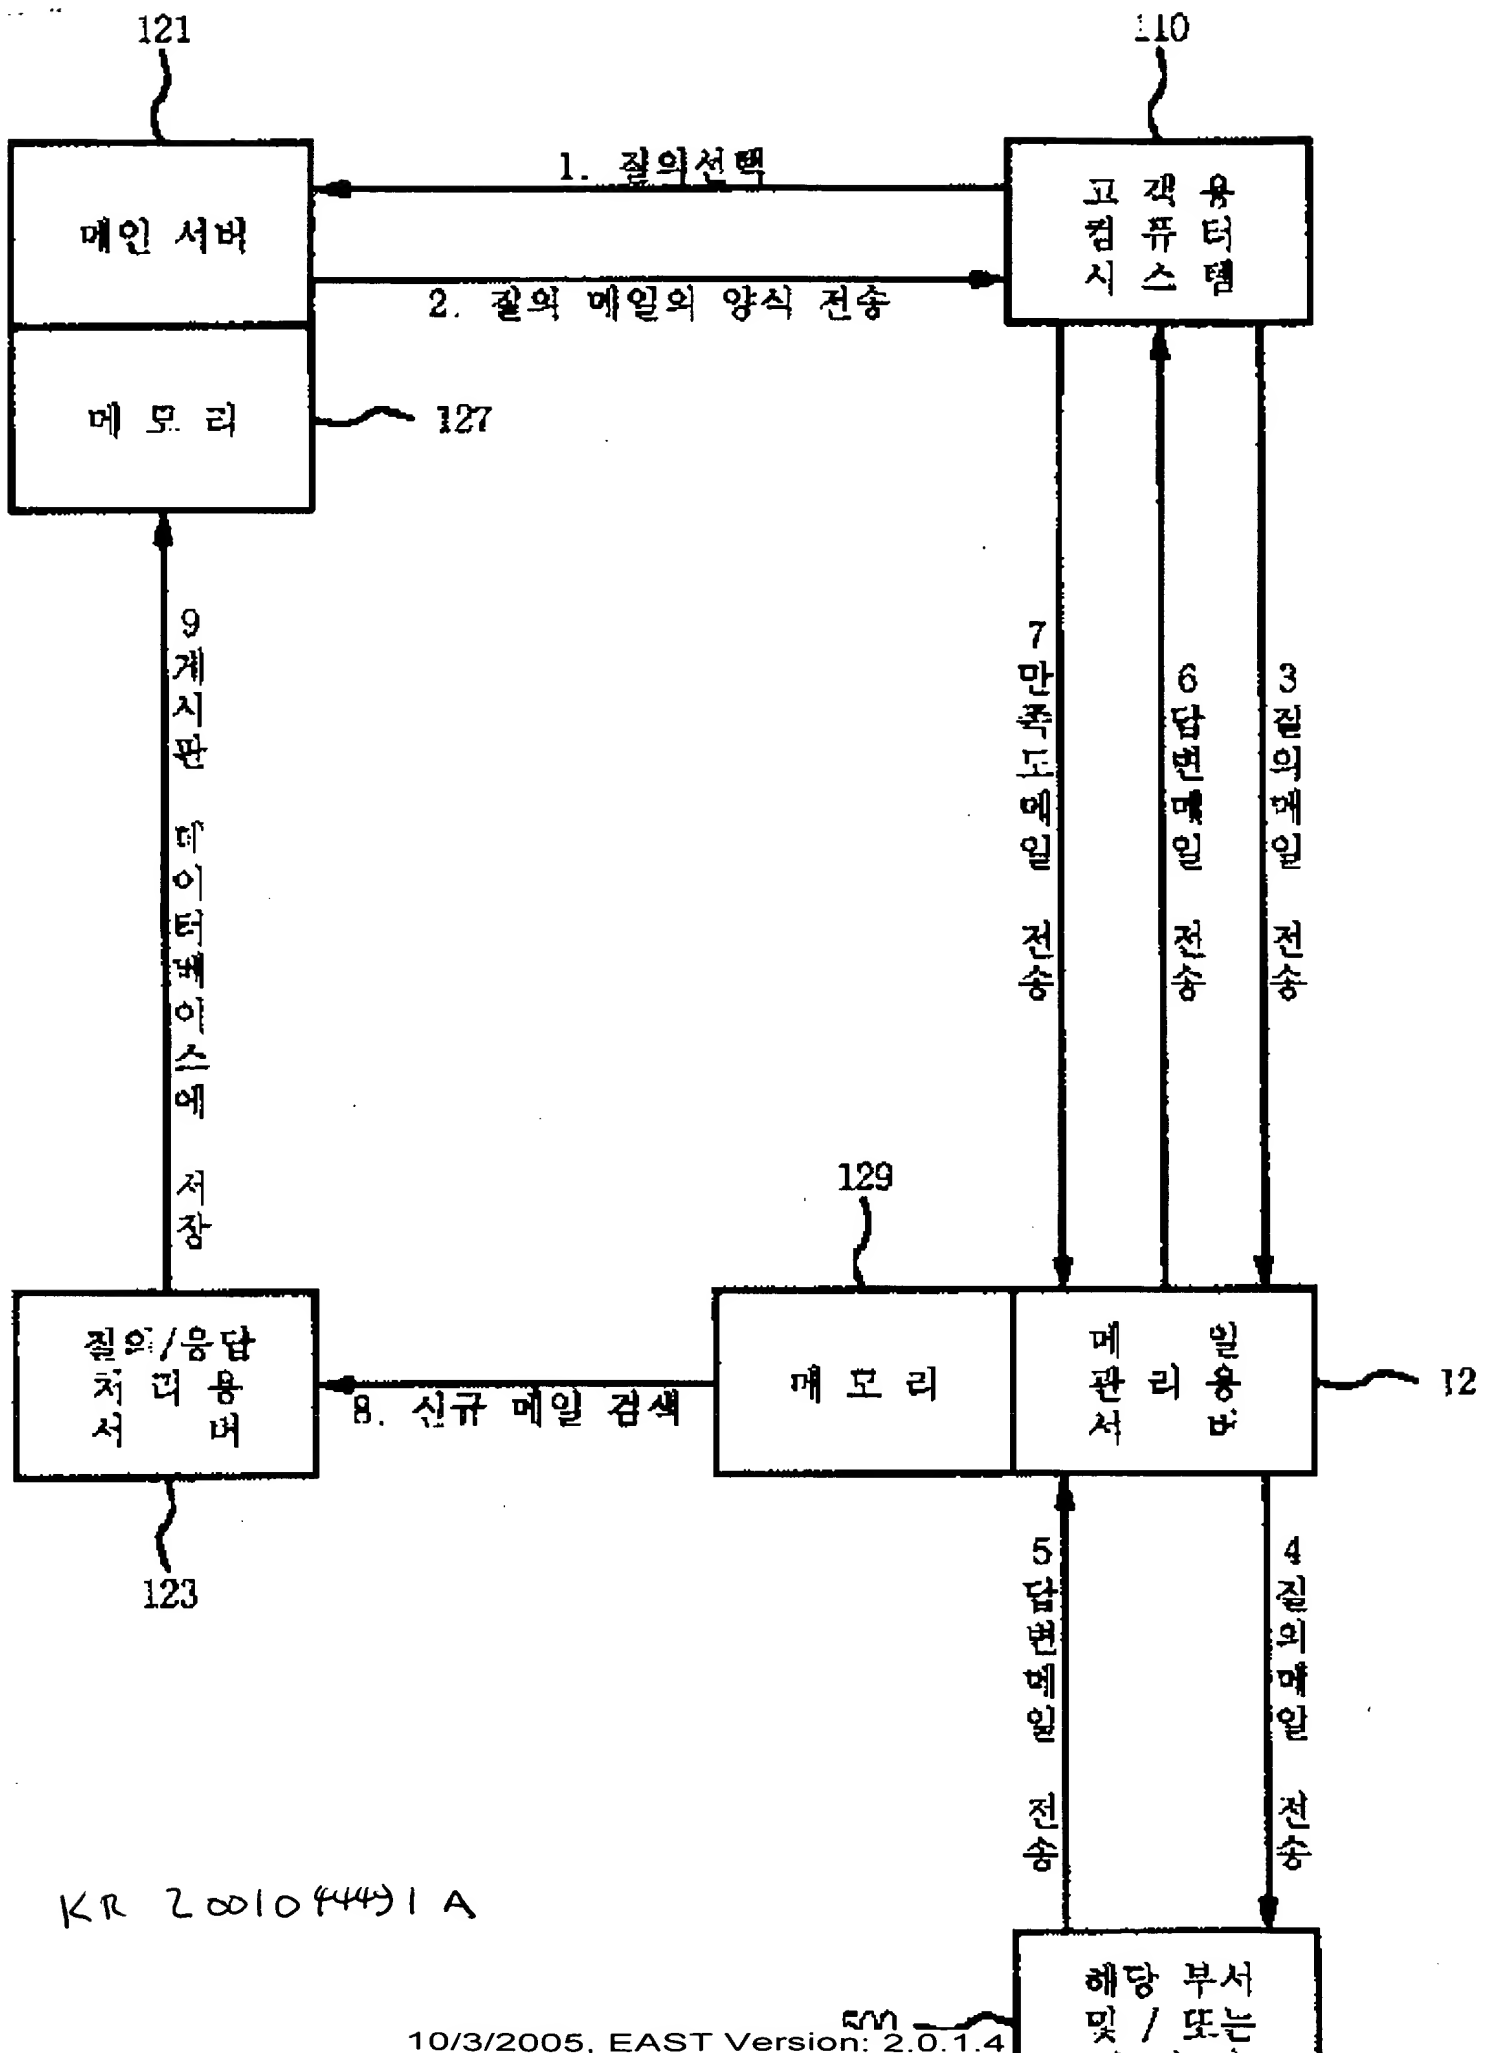 121
110
1. 질의선택
고 객 용
컴 퓨 터
시 스 템
메인 서버
2. 질의 메일의 양식 전송
메 모 리
127
9 게시판 데이터베이스에 저장
7 만족도메일 전송
6 답변메일 전송
3 질의메일 전송
129
질의/응답
처 리 용
서 버
8. 신규 메일 검색
메 모 리
메 일
관 리 용
서 버
12
123
5 답변메일 전송
4 질의메일 전송
KR
해당 부서
및 / 또는
10/3/2005, EAST Version: 2.0.1.4